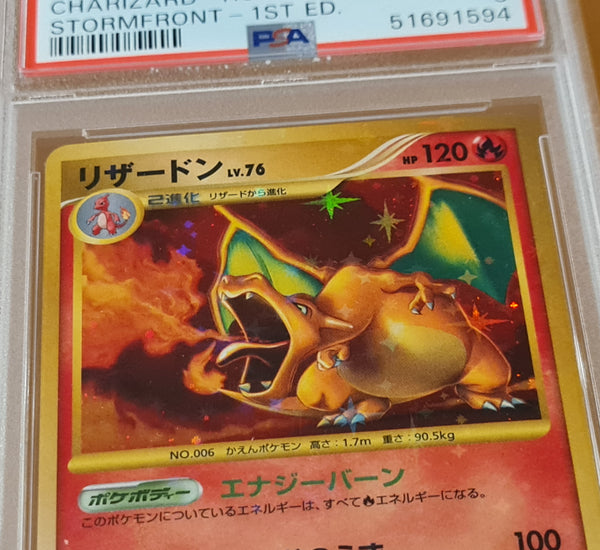 CHARIZARD
STORMFRONT - 1ST ED.
51691594
PSA
リザードン LV.76
HP 120
2進化 リザードから進化
NO.006 かえんポケモン 高さ:1.7m 重さ:90.5kg
ポケボディー エナジーバーン
このポケモンについているエネルギーは、すべて エネルギーになる。
100